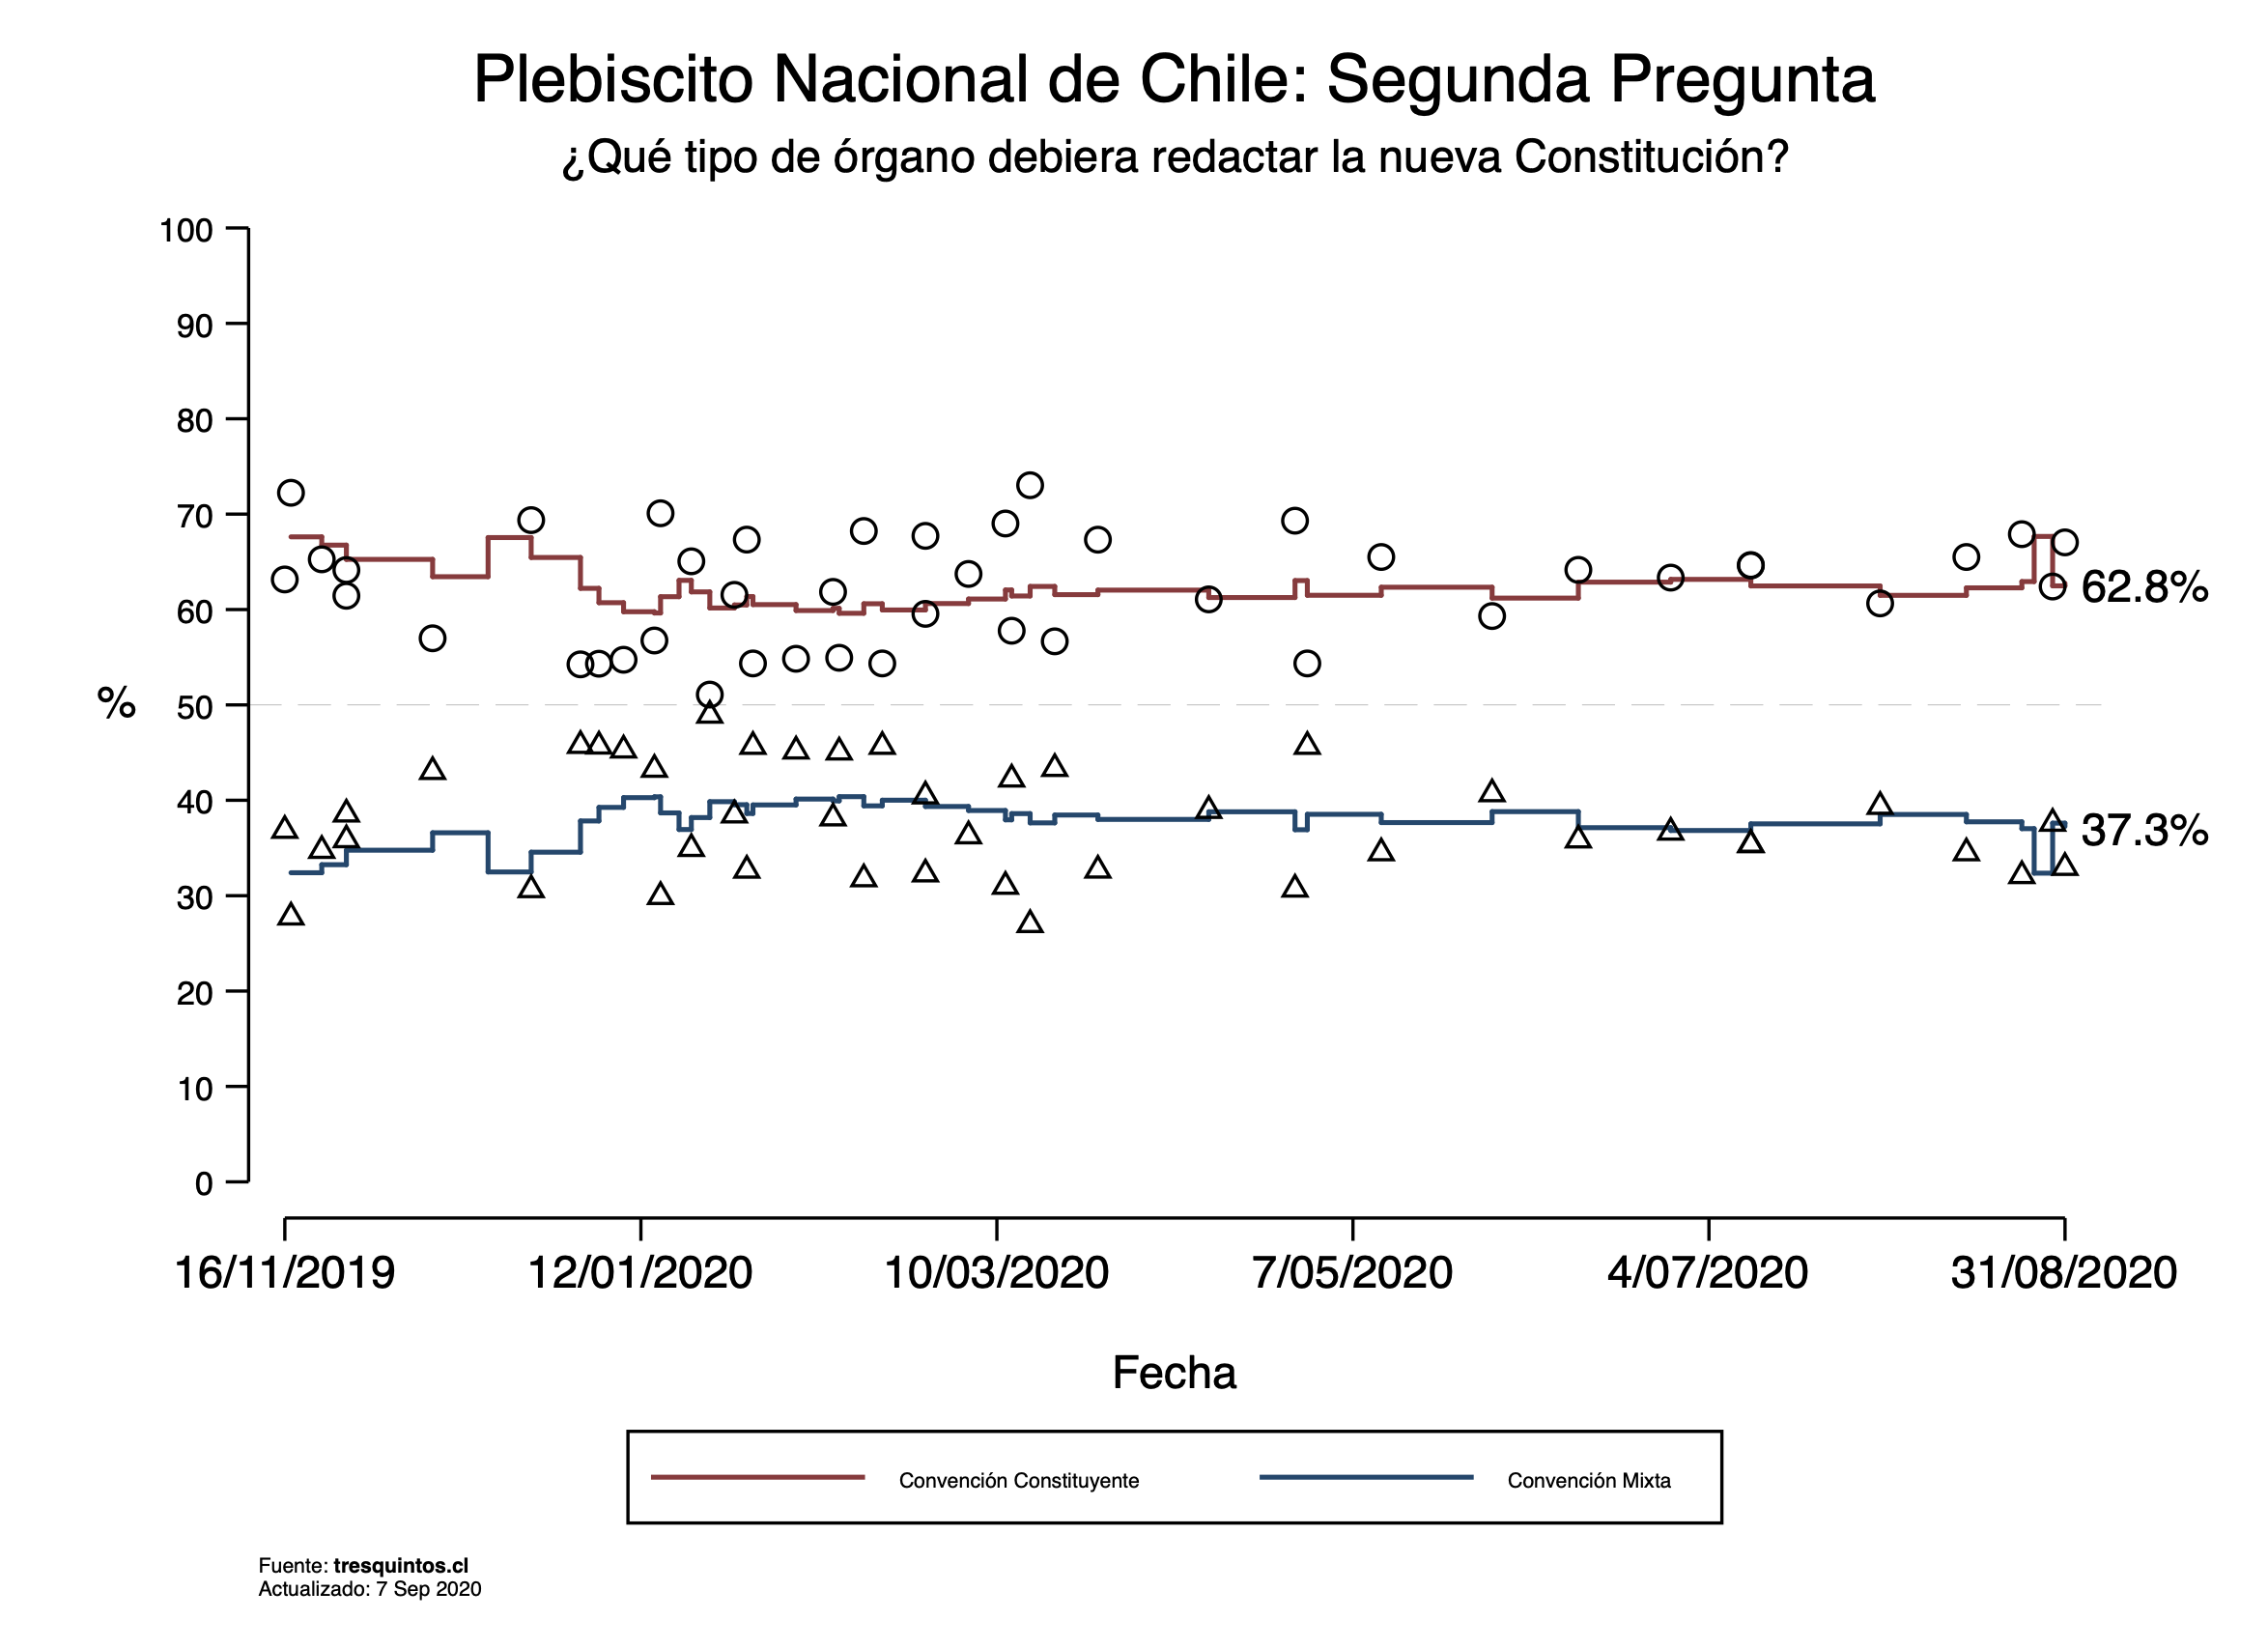 Plebiscito Nacional de Chile: Segunda Pregunta
¿Qué tipo de órgano debiera redactar la nueva Constitución?
100
90
80
70
60
50
40
30
20
10
0
%
62.8%
37.3%
16/11/2019 12/01/2020 10/03/2020 7/05/2020 4/07/2020 31/08/2020
Fecha
Convención Constituyente Convención Mixta
Fuente: tresquintos.cl
Actualizado: 7 Sep 2020